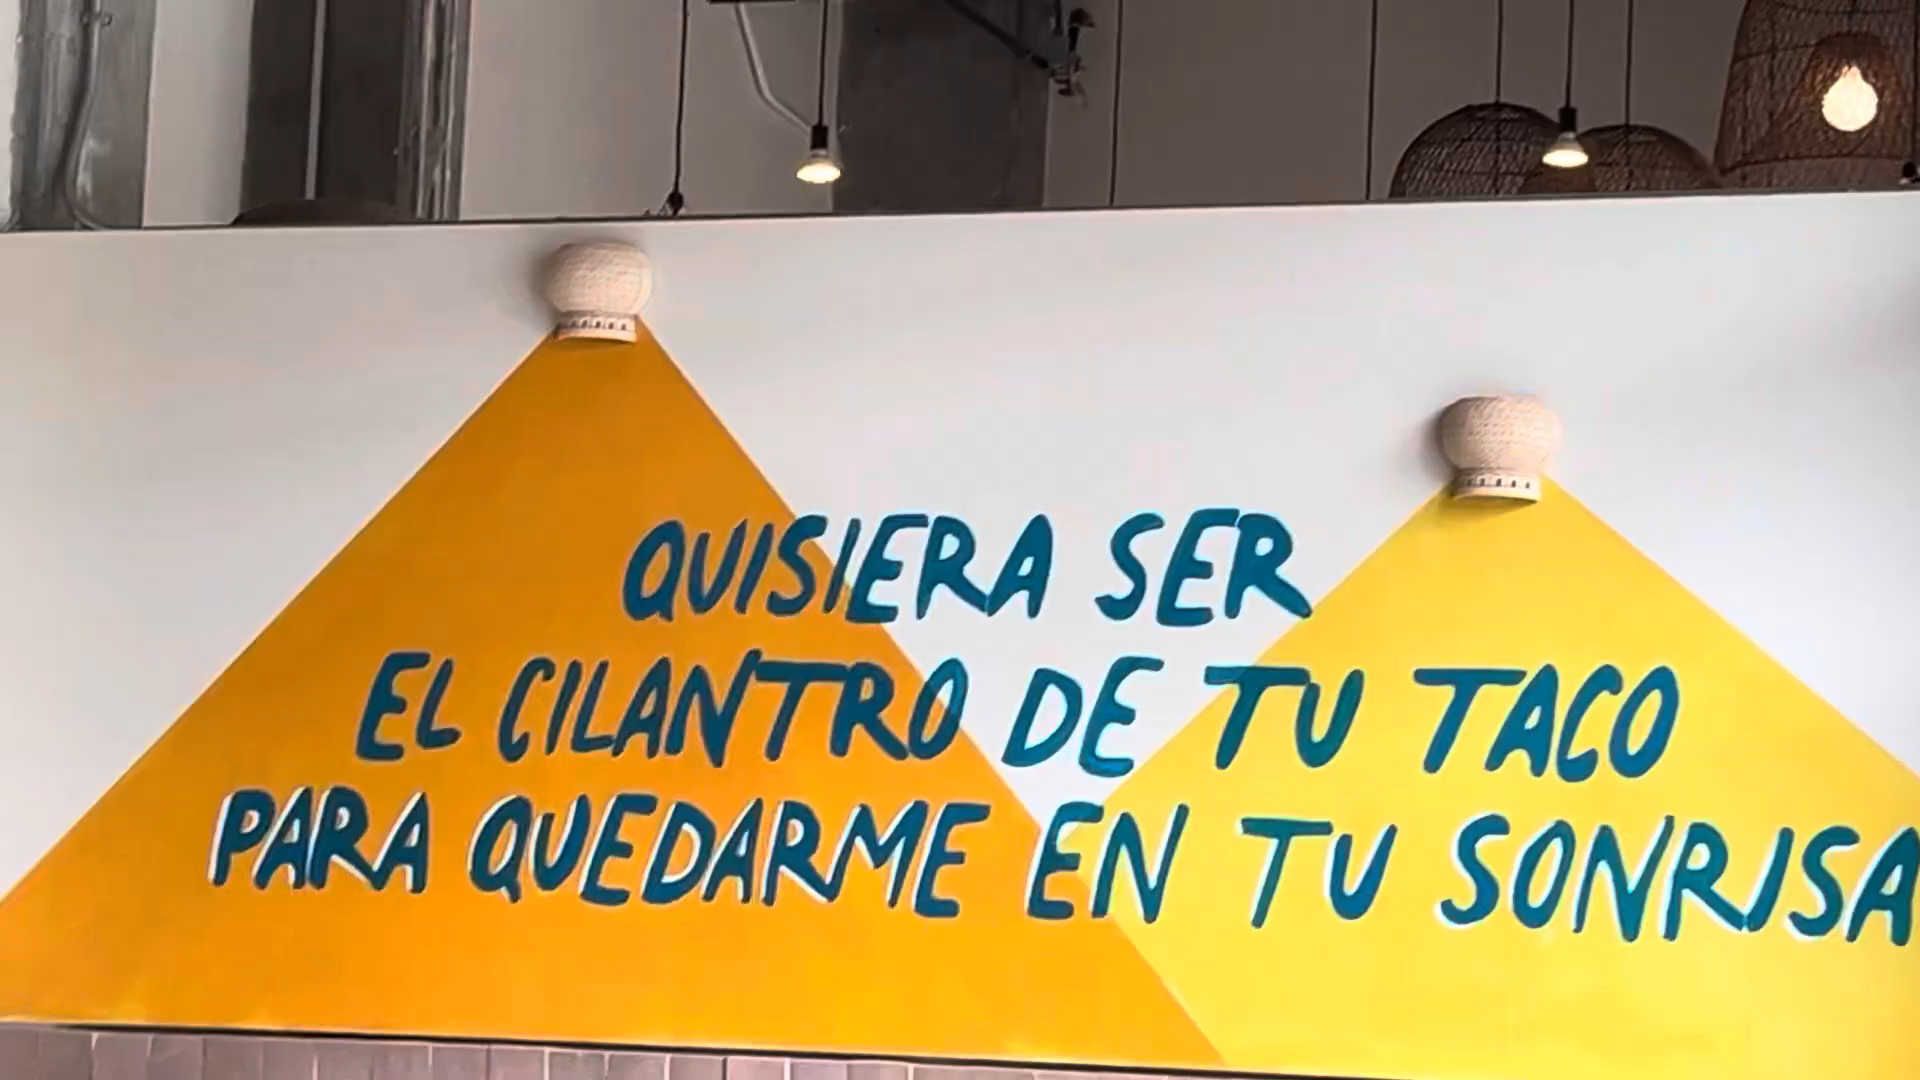 QUISIERA SER
EL CILANTRO DE TU TACO
PARA QUEDARME EN TU SONRISA